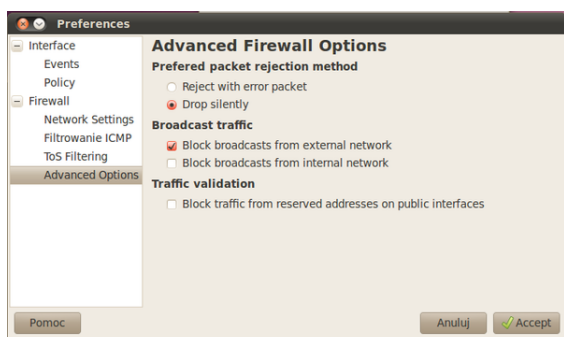 Preferences
Interface
Events
Policy
Firewall
Network Settings
Filtrowanie ICMP
ToS Filtering
Advanced Options
Advanced Firewall Options
Prefered packet rejection method
Reject with error packet
Drop silently
Broadcast traffic
Block broadcasts from external network
Block broadcasts from internal network
Traffic validation
Block traffic from reserved addresses on public interfaces
Pomoc
Anuluj
Accept